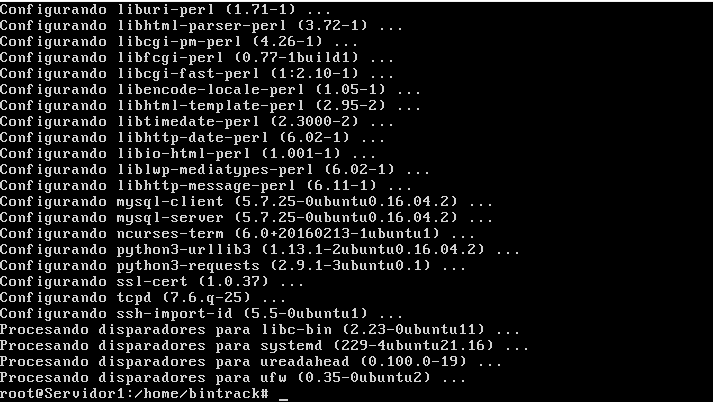 Configurando liburi-perl (1.71-1) ...
Configurando libhtml-parser-perl (3.72-1) ...
Configurando libcgi-pm-perl (4.26-1) ...
Configurando libfcgi-perl (0.77-1build1) ...
Configurando libcgi-fast-perl (1:2.10-1) ...
Configurando libencode-locale-perl (1.05-1) ...
Configurando libhtml-template-perl (2.95-2) ...
Configurando libtimedate-perl (2.3000-2) ...
Configurando libhttp-date-perl (6.02-1) ...
Configurando libio-html-perl (1.001-1) ...
Configurando liblwp-mediatypes-perl (6.02-1) ...
Configurando libhttp-message-perl (6.11-1) ...
Configurando mysql-client (5.7.25-0ubuntu0.16.04.2) ...
Configurando mysql-server (5.7.25-0ubuntu0.16.04.2) ...
Configurando ncurses-term (6.0+20160213-1ubuntu1) ...
Configurando python3-urllib3 (1.13.1-2ubuntu0.16.04.2) ...
Configurando python3-requests (2.9.1-3ubuntu0.1) ...
Configurando ssl-cert (1.0.37) ...
Configurando tcpd (7.6.q-25) ...
Configurando ssh-import-id (5.5-0ubuntu1) ...
Procesando disparadores para libc-bin (2.23-0ubuntu11) ...
Procesando disparadores para systemd (229-4ubuntu21.16) ...
Procesando disparadores para ureadahead (0.100.0-19) ...
Procesando disparadores para ufw (0.35-0ubuntu2) ...
root@Servidor1:/home/bintrack# _